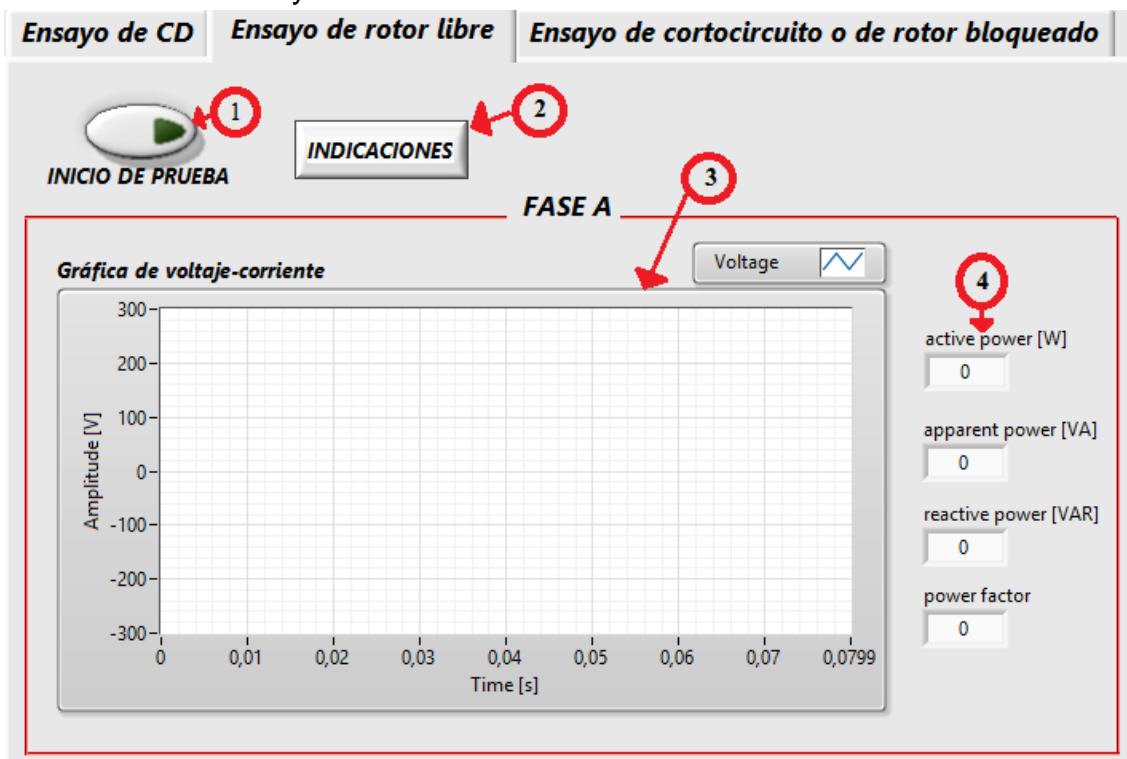 Ensayo de CD Ensayo de rotor libre Ensayo de cortocircuito o de rotor bloqueado
1
2
INDICACIONES
INICIO DE PRUEBA
3
FASE A
Gráfica de voltaje-corriente
Voltage
4
300
200
100
0
-100
-200
-300
Amplitude [V]
0 0,01 0,02 0,03 0,04 0,05 0,06 0,07 0,0799
Time [s]
active power [W]
0
apparent power [VA]
0
reactive power [VAR]
0
power factor
0